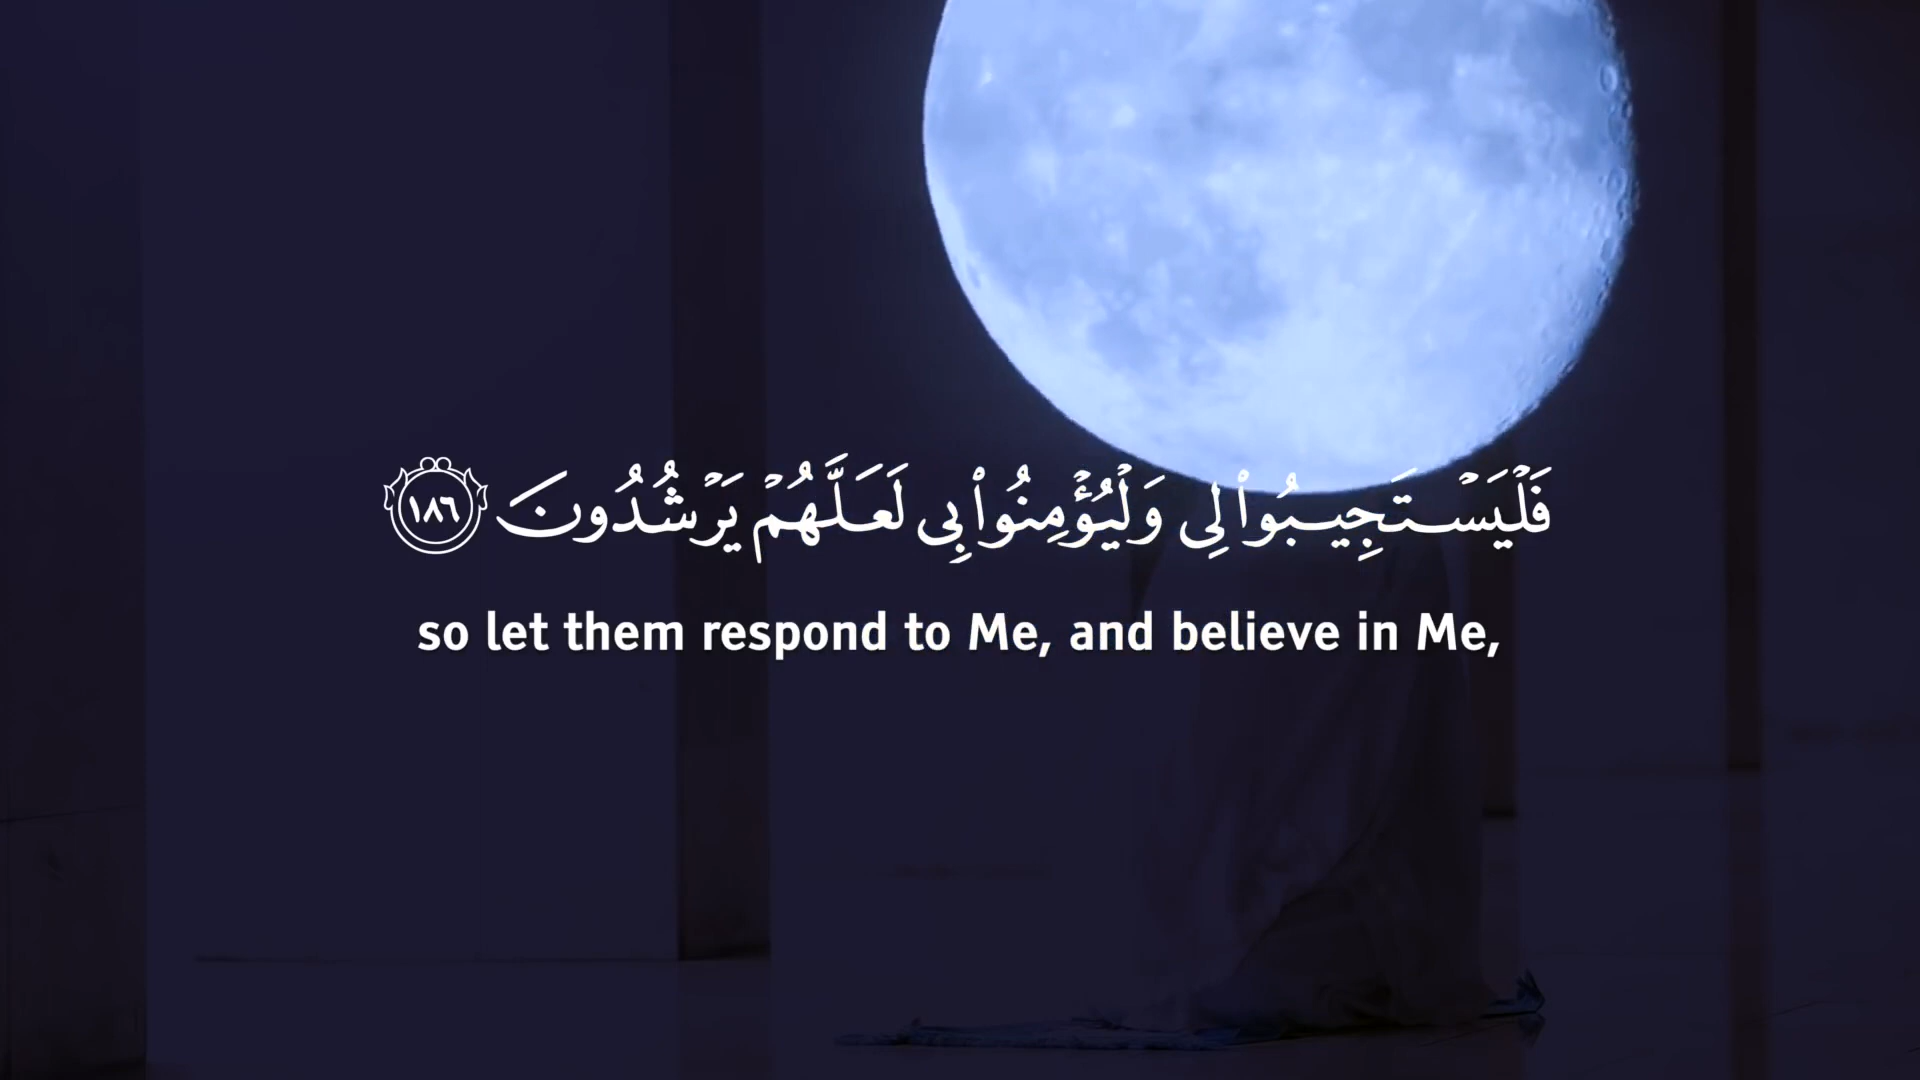 فَلْيَسْتَجِيبُوا۟ لِى وَلْيُؤْمِنُوا۟ بِى لَعَلَّهُمْ يَرْشُدُونَ ١٨٦
so let them respond to Me, and believe in Me,